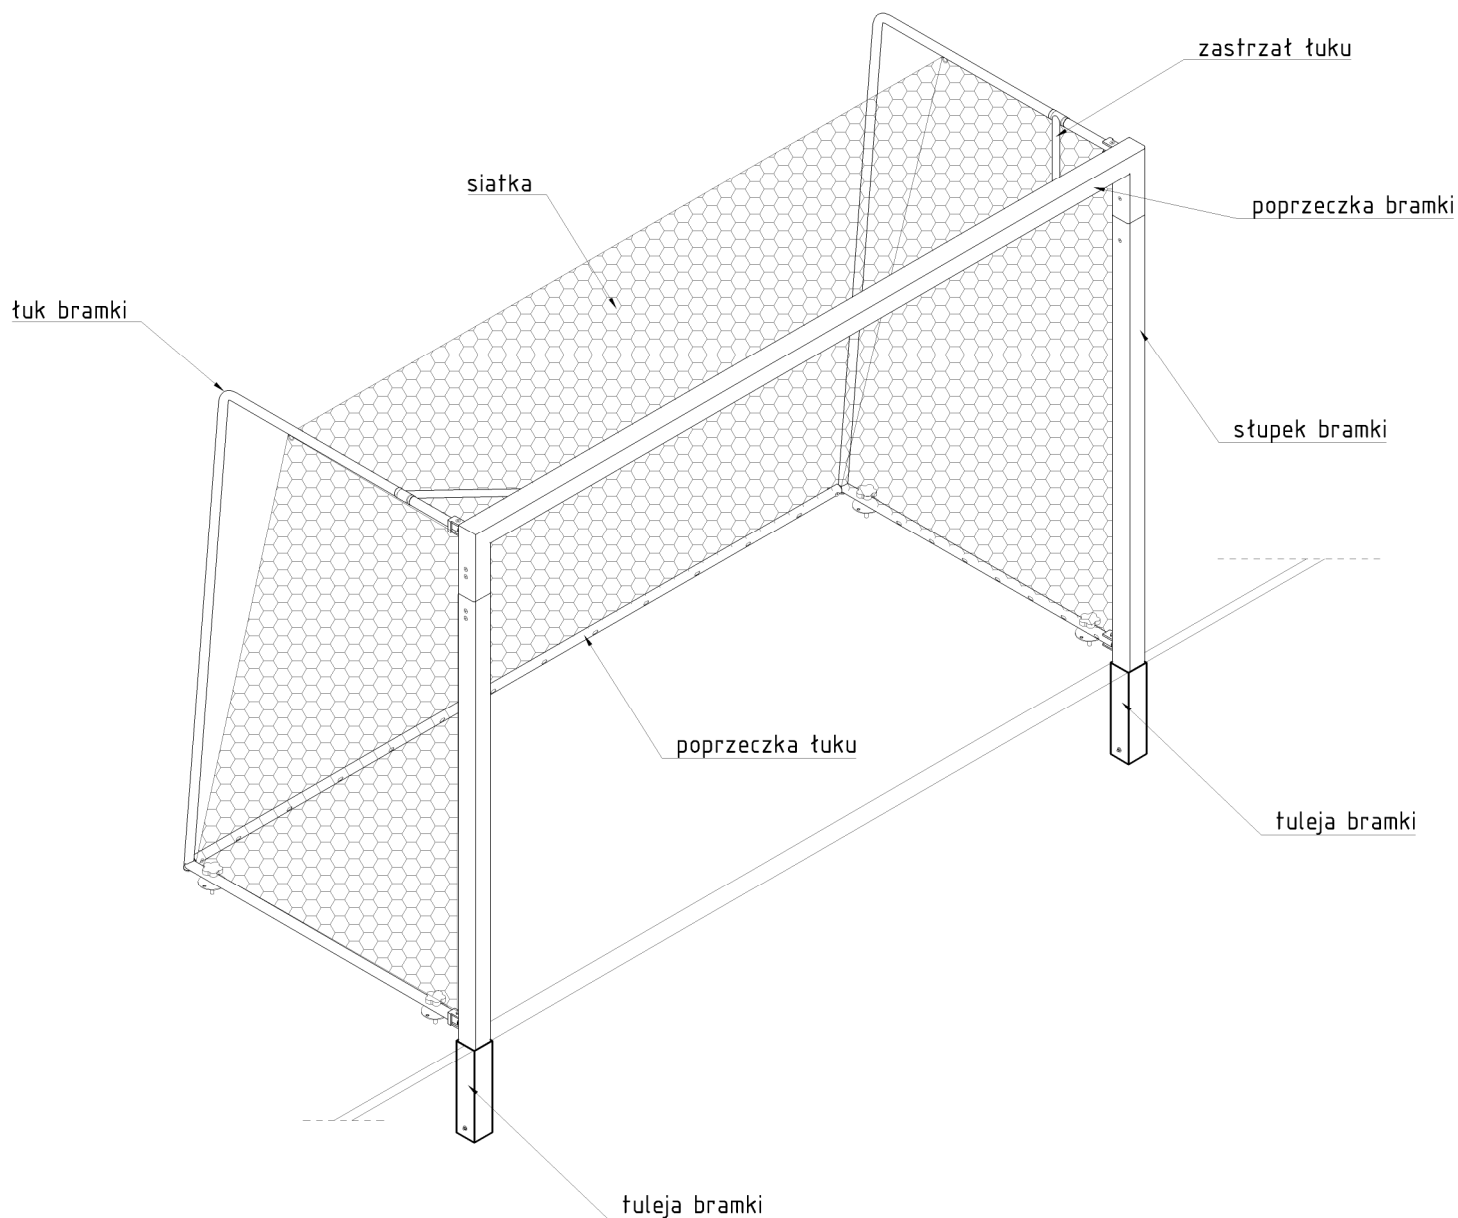 zastrzał łuku
siatka
poprzeczka bramki
łuk bramki
słupek bramki
poprzeczka łuku
tuleja bramki
tuleja bramki